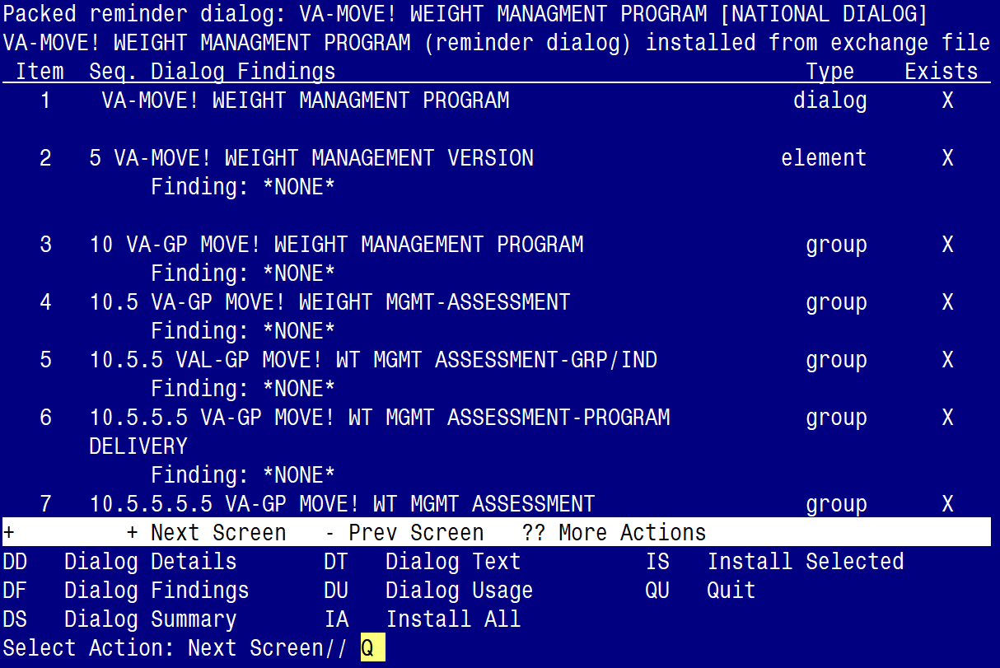 Packed reminder dialog: VA-MOVE! WEIGHT MANAGMENT PROGRAM [NATIONAL DIALOG]
VA-MOVE! WEIGHT MANAGMENT PROGRAM (reminder dialog) installed from exchange file
Item  Seq. Dialog Findings  Type  Exists
1  VA-MOVE! WEIGHT MANAGMENT PROGRAM  dialog  X
2  5 VA-MOVE! WEIGHT MANAGEMENT VERSION  element  X
Finding: *NONE*
3  10 VA-GP MOVE! WEIGHT MANAGEMENT PROGRAM  group  X
Finding: *NONE*
4  10.5 VA-GP MOVE! WEIGHT MGMT-ASSESSMENT  group  X
Finding: *NONE*
5  10.5.5 VAL-GP MOVE! WT MGMT ASSESSMENT-GRP/IND  group  X
Finding: *NONE*
6  10.5.5.5 VA-GP MOVE! WT MGMT ASSESSMENT-PROGRAM  group  X
DELIVERY
Finding: *NONE*
7  10.5.5.5.5 VA-GP MOVE! WT MGMT ASSESSMENT  group  X
+  + Next Screen  - Prev Screen  ?? More Actions
DD  Dialog Details  DT  Dialog Text  IS  Install Selected
DF  Dialog Findings  DU  Dialog Usage  QU  Quit
DS  Dialog Summary  IA  Install All
Select Action: Next Screen// Q